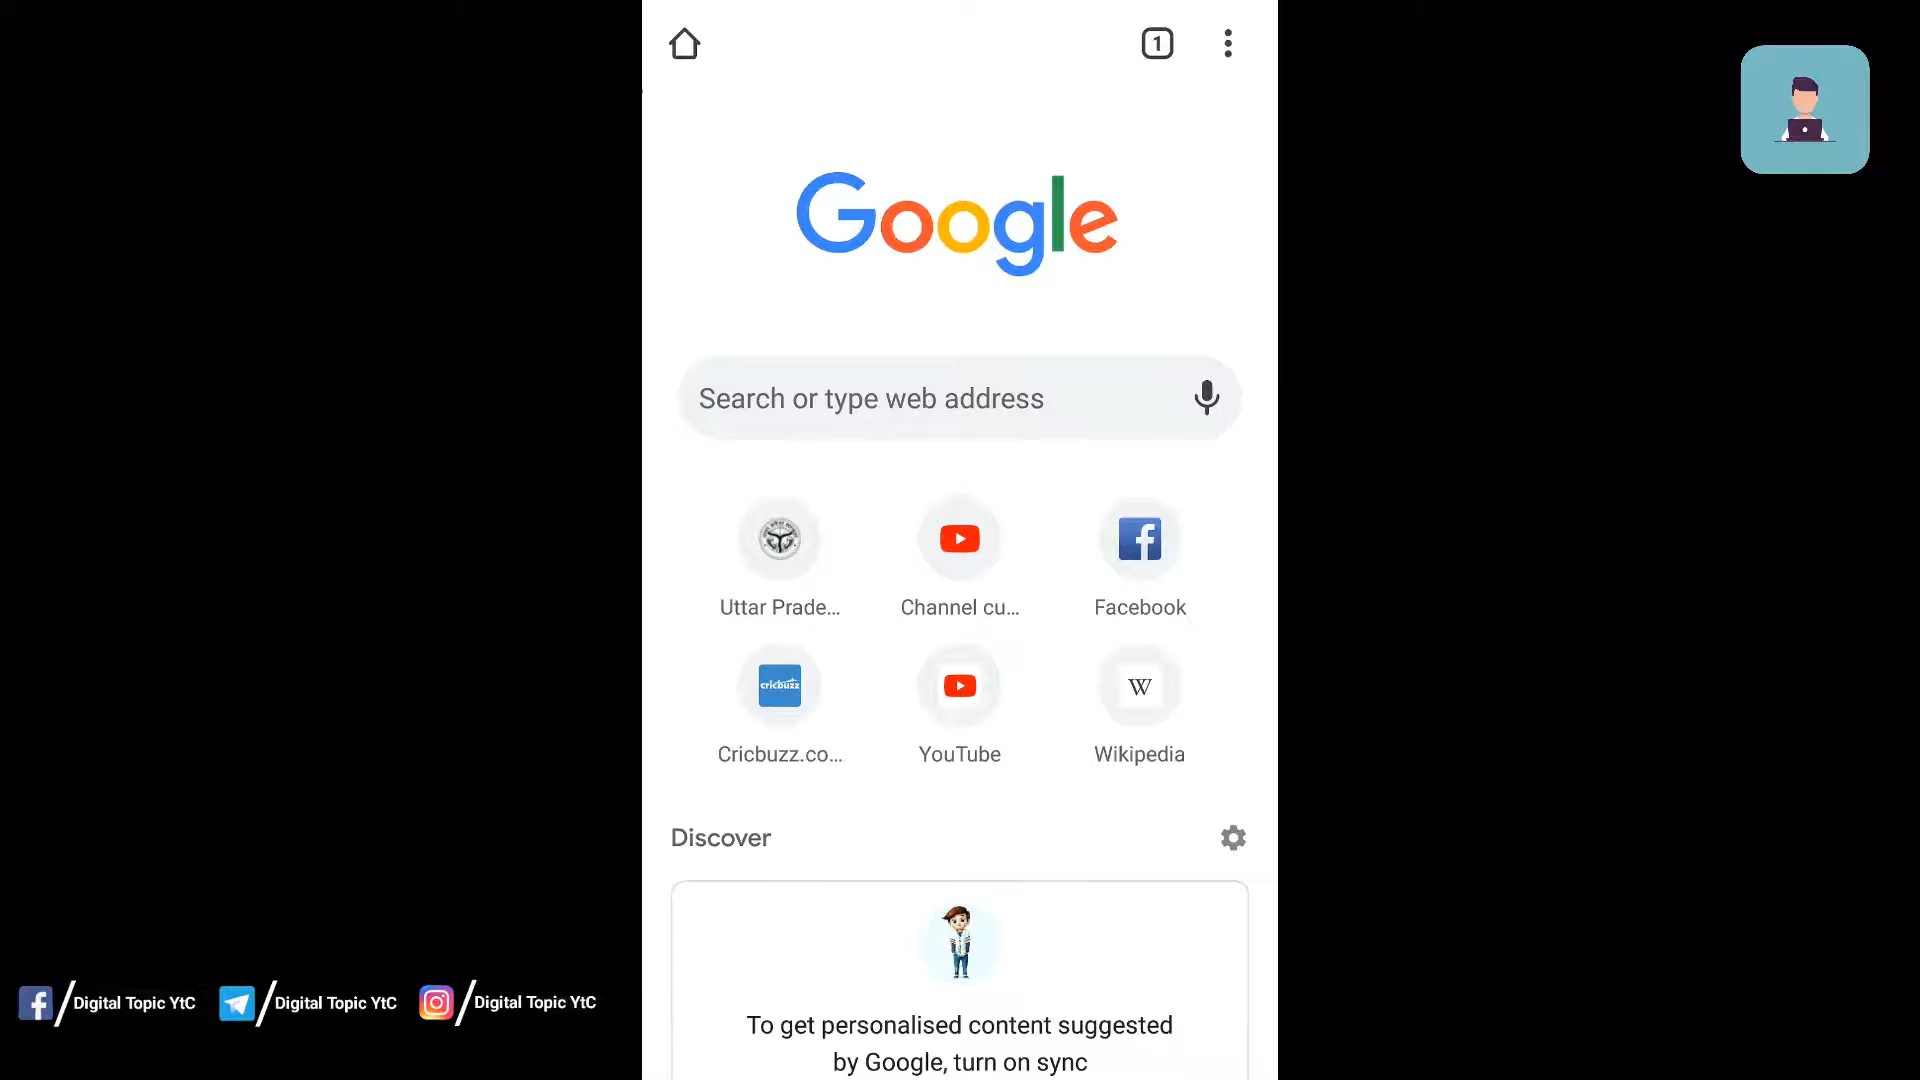 1
Google
Search or type web address
Uttar Prade...
Channel cu...
Facebook
cricbuzz
W
Cricbuzz.co...
YouTube
Wikipedia
Discover
To get personalised content suggested
by Google, turn on sync
Digital Topic YtC
Digital Topic YtC
Digital Topic YtC